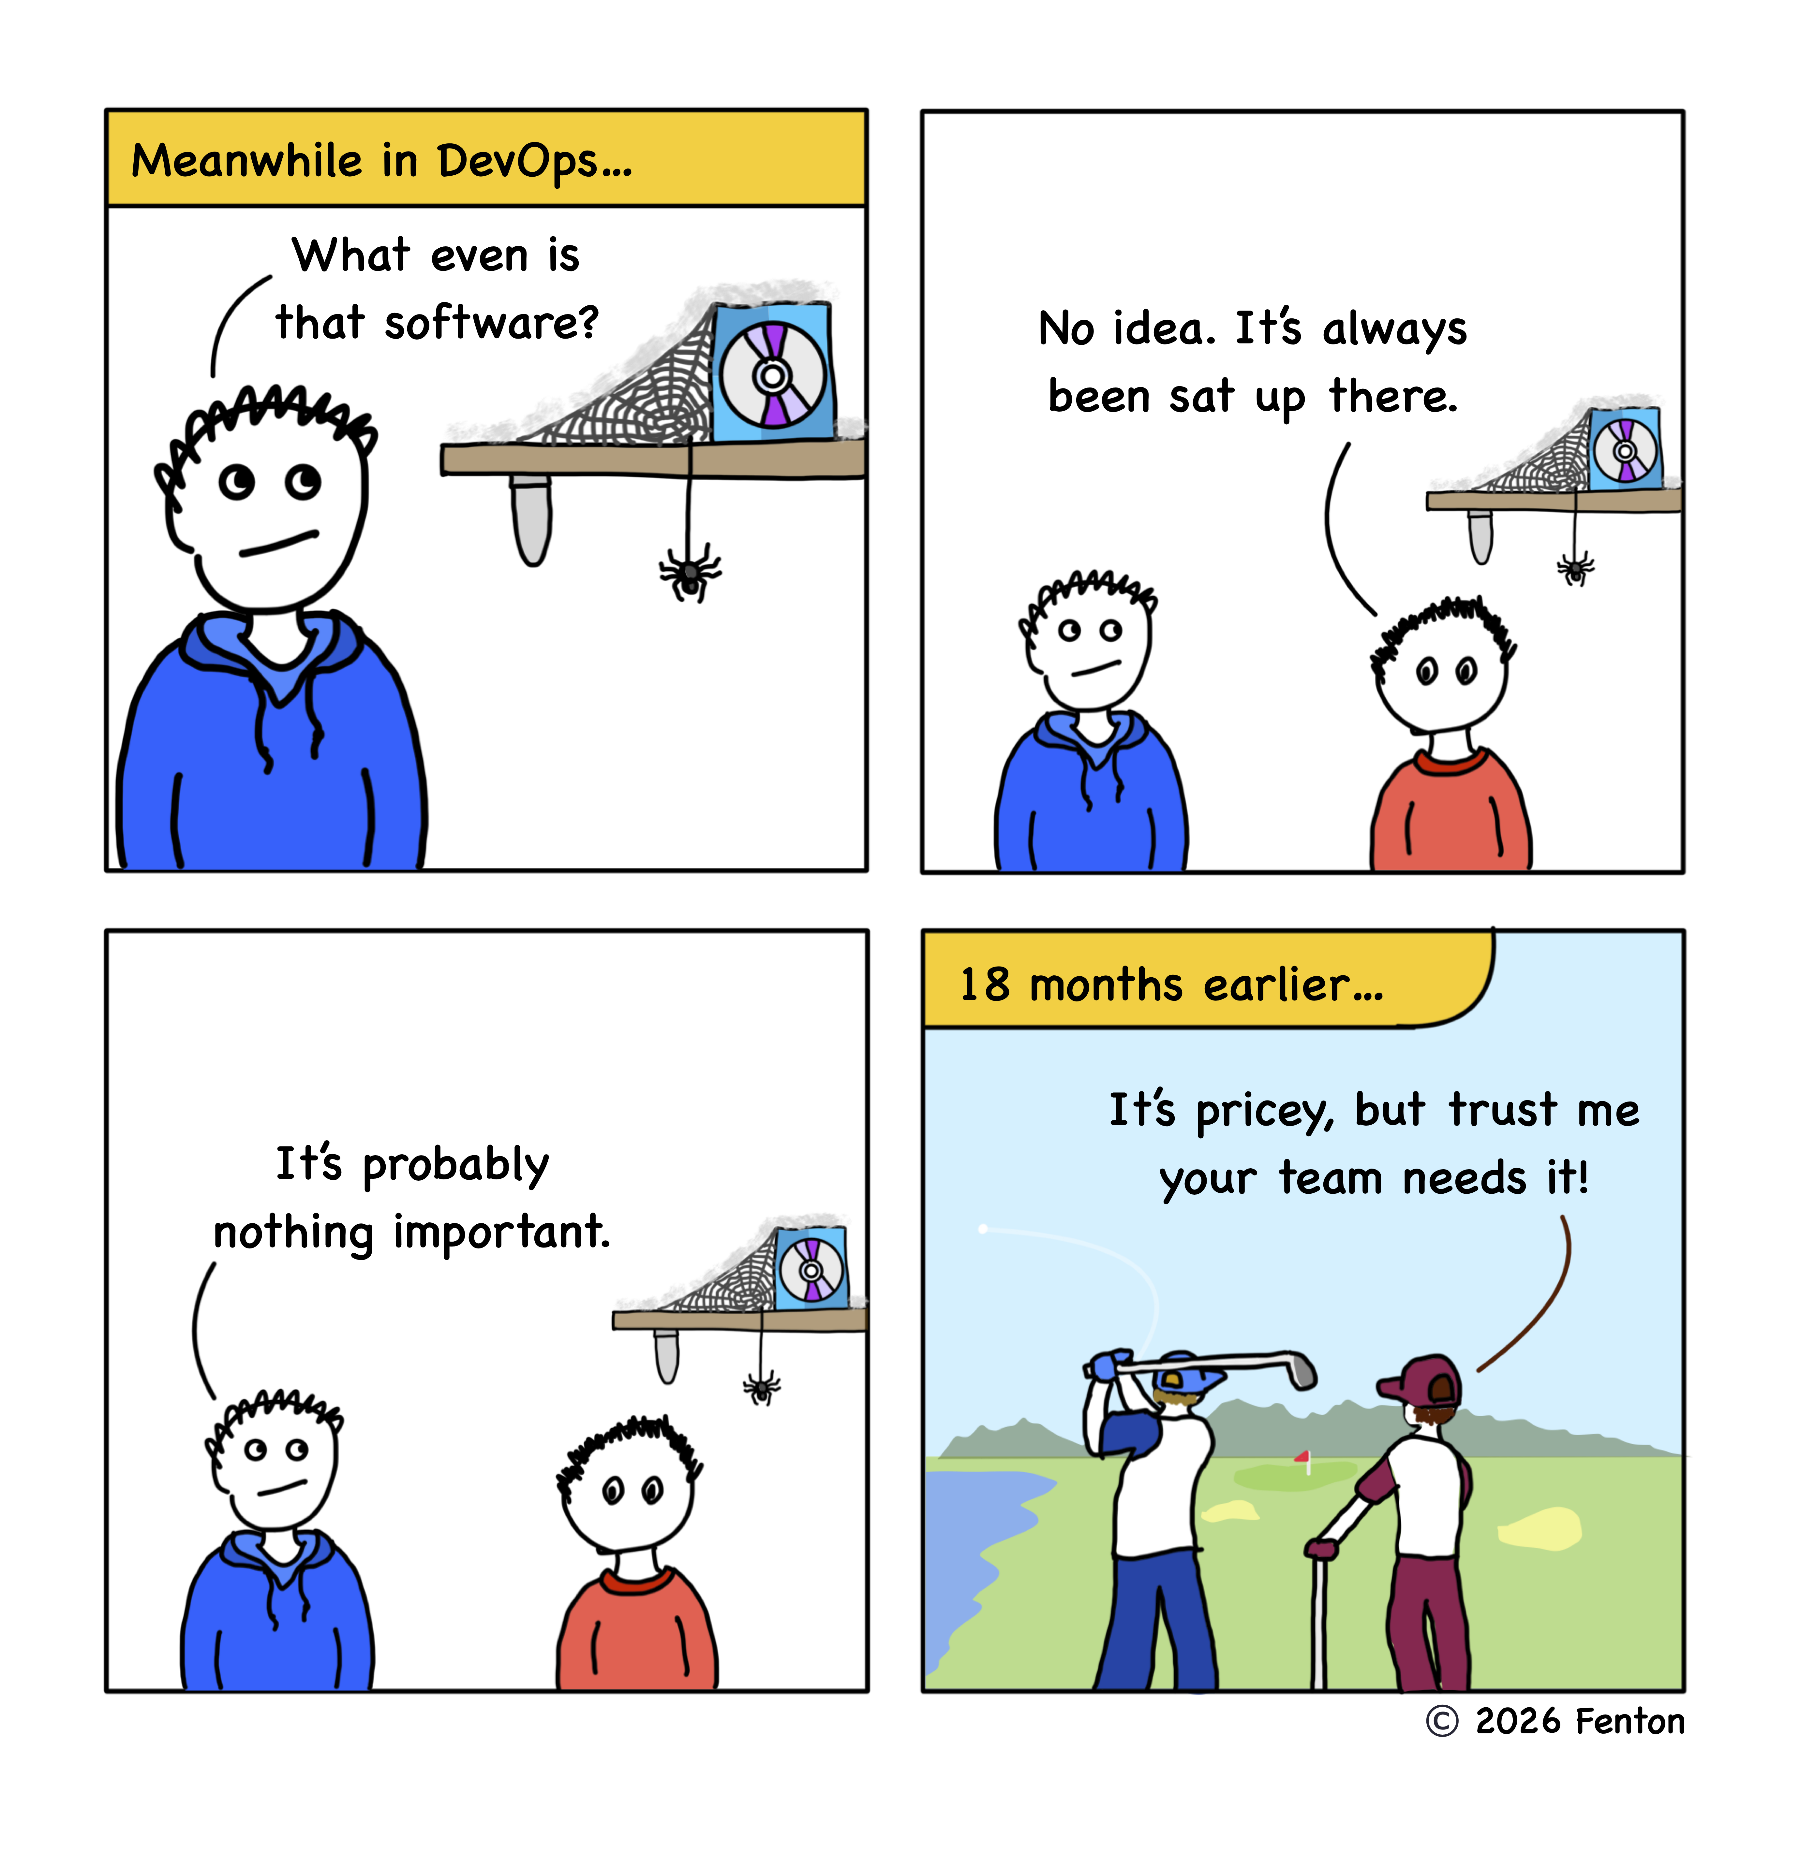 Meanwhile in DevOps...
What even is
that software?
No idea. It's always
been sat up there.
It's probably
nothing important.
18 months earlier...
It's pricey, but trust me
your team needs it!
© 2026 Fenton